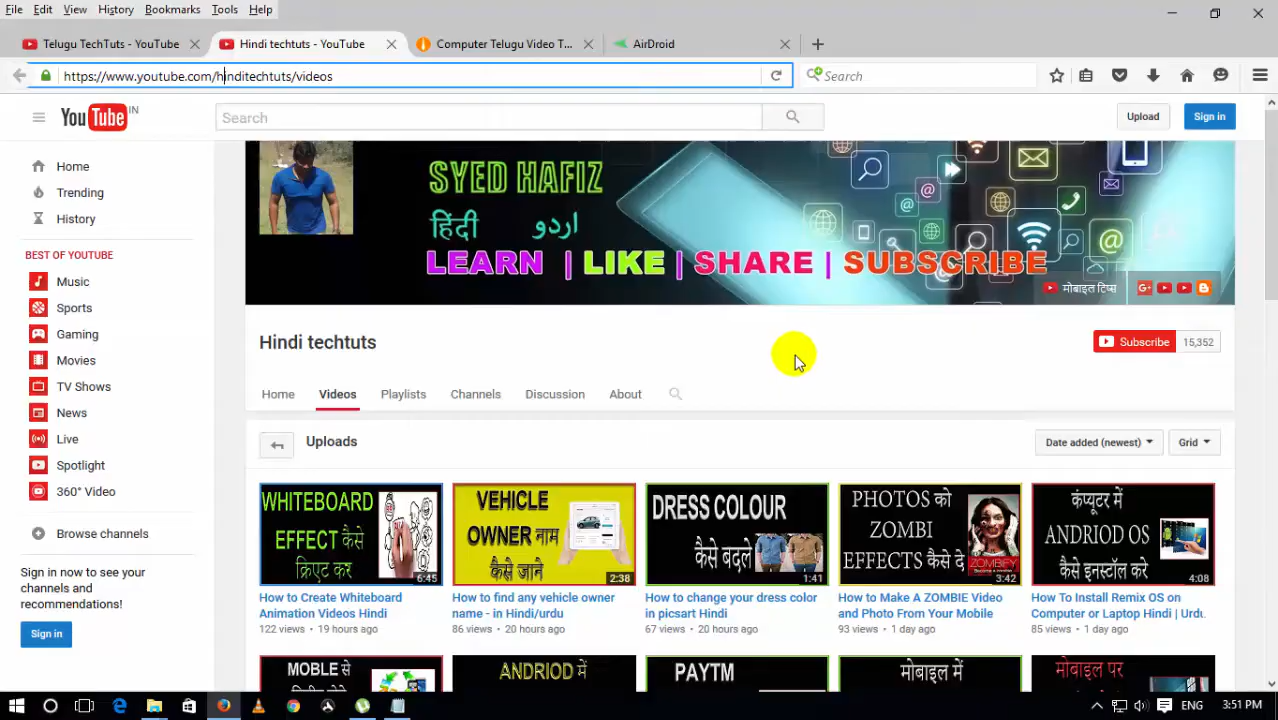 File Edit View History Bookmarks Tools Help
Telugu TechTuts - YouTube
Hindi techtuts - YouTube
Computer Telugu Video T...
AirDroid
https://www.youtube.com/hinditechtuts/videos
Search
YouTube IN
Search
Upload
Sign in
Home
Trending
History
BEST OF YOUTUBE
Music
Sports
Gaming
Movies
TV Shows
News
Live
Spotlight
360° Video
Browse channels
Sign in now to see your
channels and
recommendations!
Sign in
SYED HAFIZ
हिंदी اردو
LEARN | LIKE | SHARE | SUBSCRIBE
मोबाइल टिप्स
Hindi techtuts
Subscribe 15,352
Home Videos Playlists Channels Discussion About
Uploads
Date added (newest)
Grid
WHITEBOARD
EFFECT कैसे
क्रिएट कर
6:45
How to Create Whiteboard
Animation Videos Hindi
122 views • 19 hours ago
VEHICLE
OWNER नाम
कैसे जाने
2:38
How to find any vehicle owner
name - in Hindi/urdu
86 views • 20 hours ago
DRESS COLOUR
कैसे बदले
1:41
How to change your dress color
in picsart Hindi
67 views • 20 hours ago
PHOTOS को
ZOMBI
EFFECTS कैसे दे
ZOMBIFY
3:42
How to Make A ZOMBIE Video
and Photo From Your Mobile
93 views • 1 day ago
कंप्यूटर में
ANDRIOD OS
कैसे इनस्टॉल करे
4:08
How To Install Remix OS on
Computer or Laptop Hindi | Urdu.
85 views • 1 day ago
MOBLE से
ANDRIOD में
PAYTM
मोबाइल में
मोबाइल पर
ENG
3:51 PM